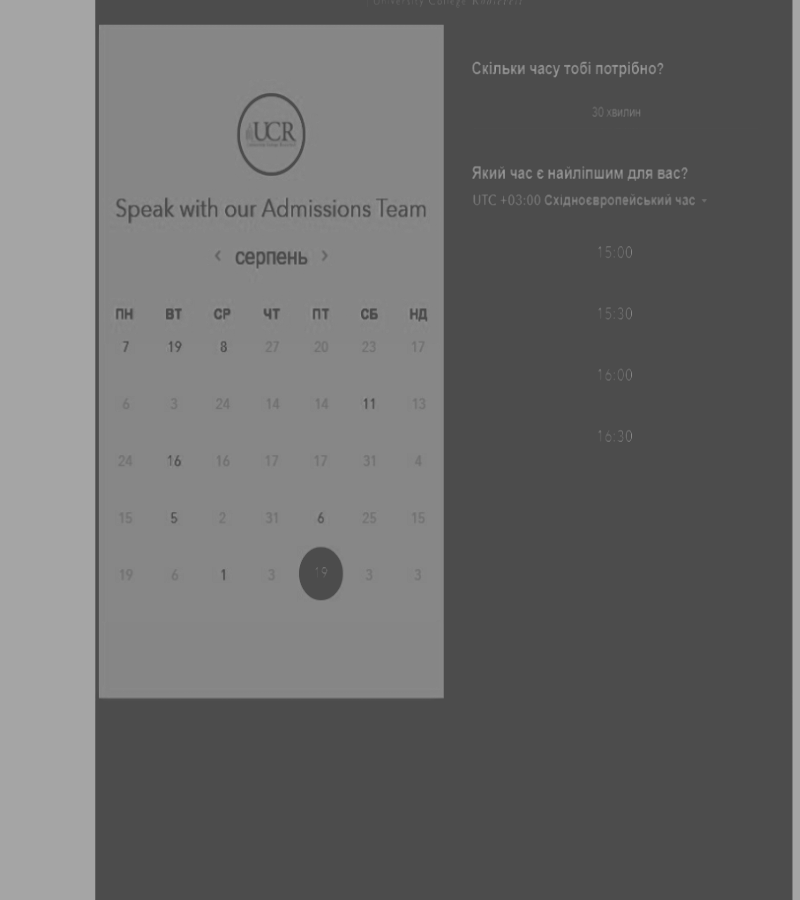 University College Roosevelt
UCR
Speak with our Admissions Team
‹ серпень ›
ПН ВТ СР ЧТ ПТ СБ НД
7 19 8 27 20 23 17
6 3 24 14 14 11 13
24 16 16 17 17 31 4
15 5 2 31 6 25 15
19 6 1 3 19 3 3
Скільки часу тобі потрібно?
30 хвилин
Який час є найліпшим для вас?
UTC +03:00 Східноєвропейський час
15:00
15:30
16:00
16:30